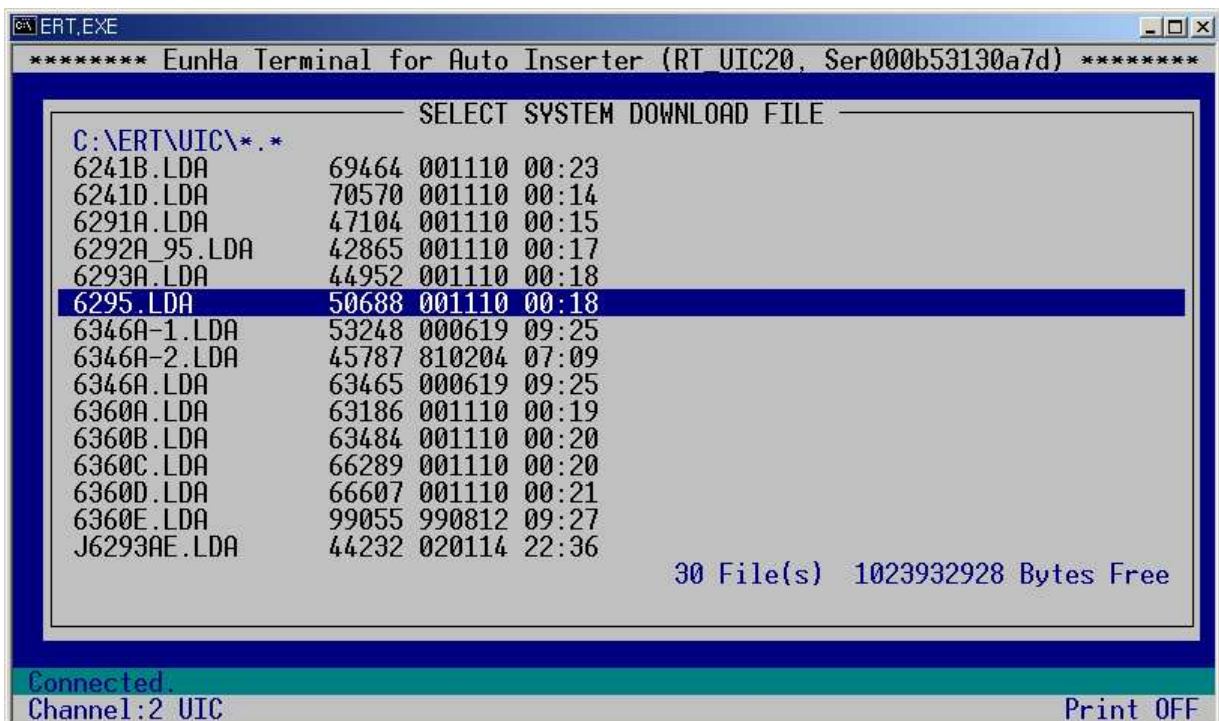 ERT.EXE
******** EunHa Terminal for Auto Inserter (RT_UIC20, Ser000b53130a7d) ********
SELECT SYSTEM DOWNLOAD FILE
C:\ERT\UIC\*.*
6241B.LDA 69464 001110 00:23
6241D.LDA 70570 001110 00:14
6291A.LDA 47104 001110 00:15
6292A_95.LDA 42865 001110 00:17
6293A.LDA 44952 001110 00:18
6295.LDA 50688 001110 00:18
6346A-1.LDA 53248 000619 09:25
6346A-2.LDA 45787 810204 07:09
6346A.LDA 63465 000619 09:25
6360A.LDA 63186 001110 00:19
6360B.LDA 63484 001110 00:20
6360C.LDA 66289 001110 00:20
6360D.LDA 66607 001110 00:21
6360E.LDA 99055 990812 09:27
J6293AE.LDA 44232 020114 22:36
30 File(s) 1023932928 Bytes Free
Connected.
Channel:2 UIC Print OFF